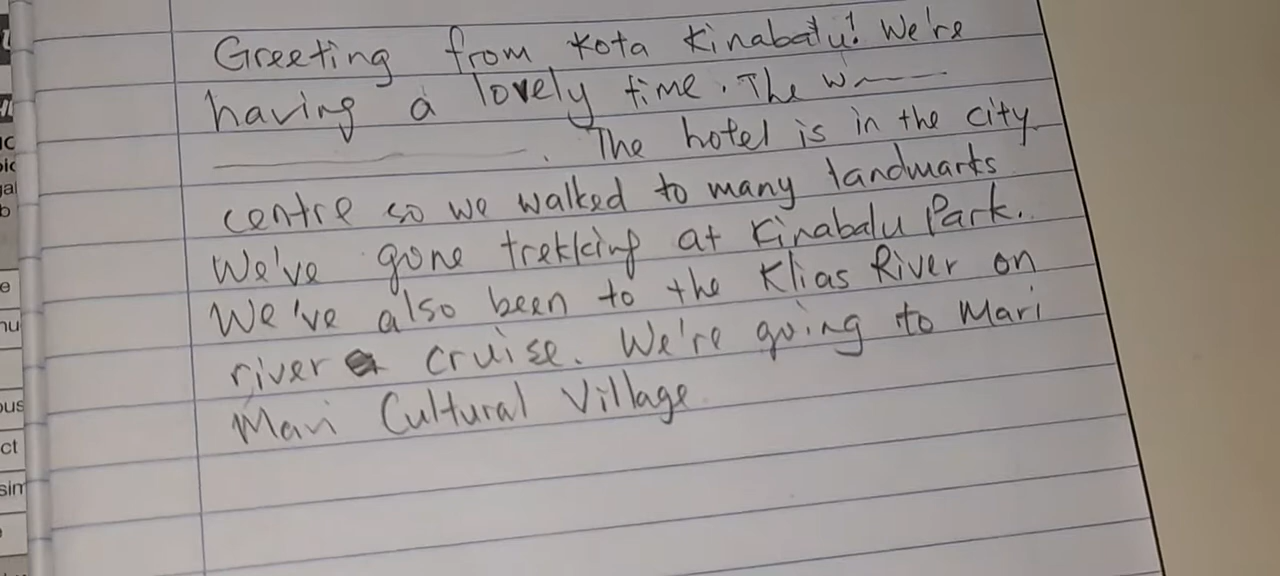 Greeting from Kota Kinabalu! We're
having a lovely time. The w
. The hotel is in the city
centre so we walked to many landmarks
We've gone trekking at Kinabalu Park.
We've also been to the Klias River on
river cruise. We're going to Mari
Mari Cultural Village